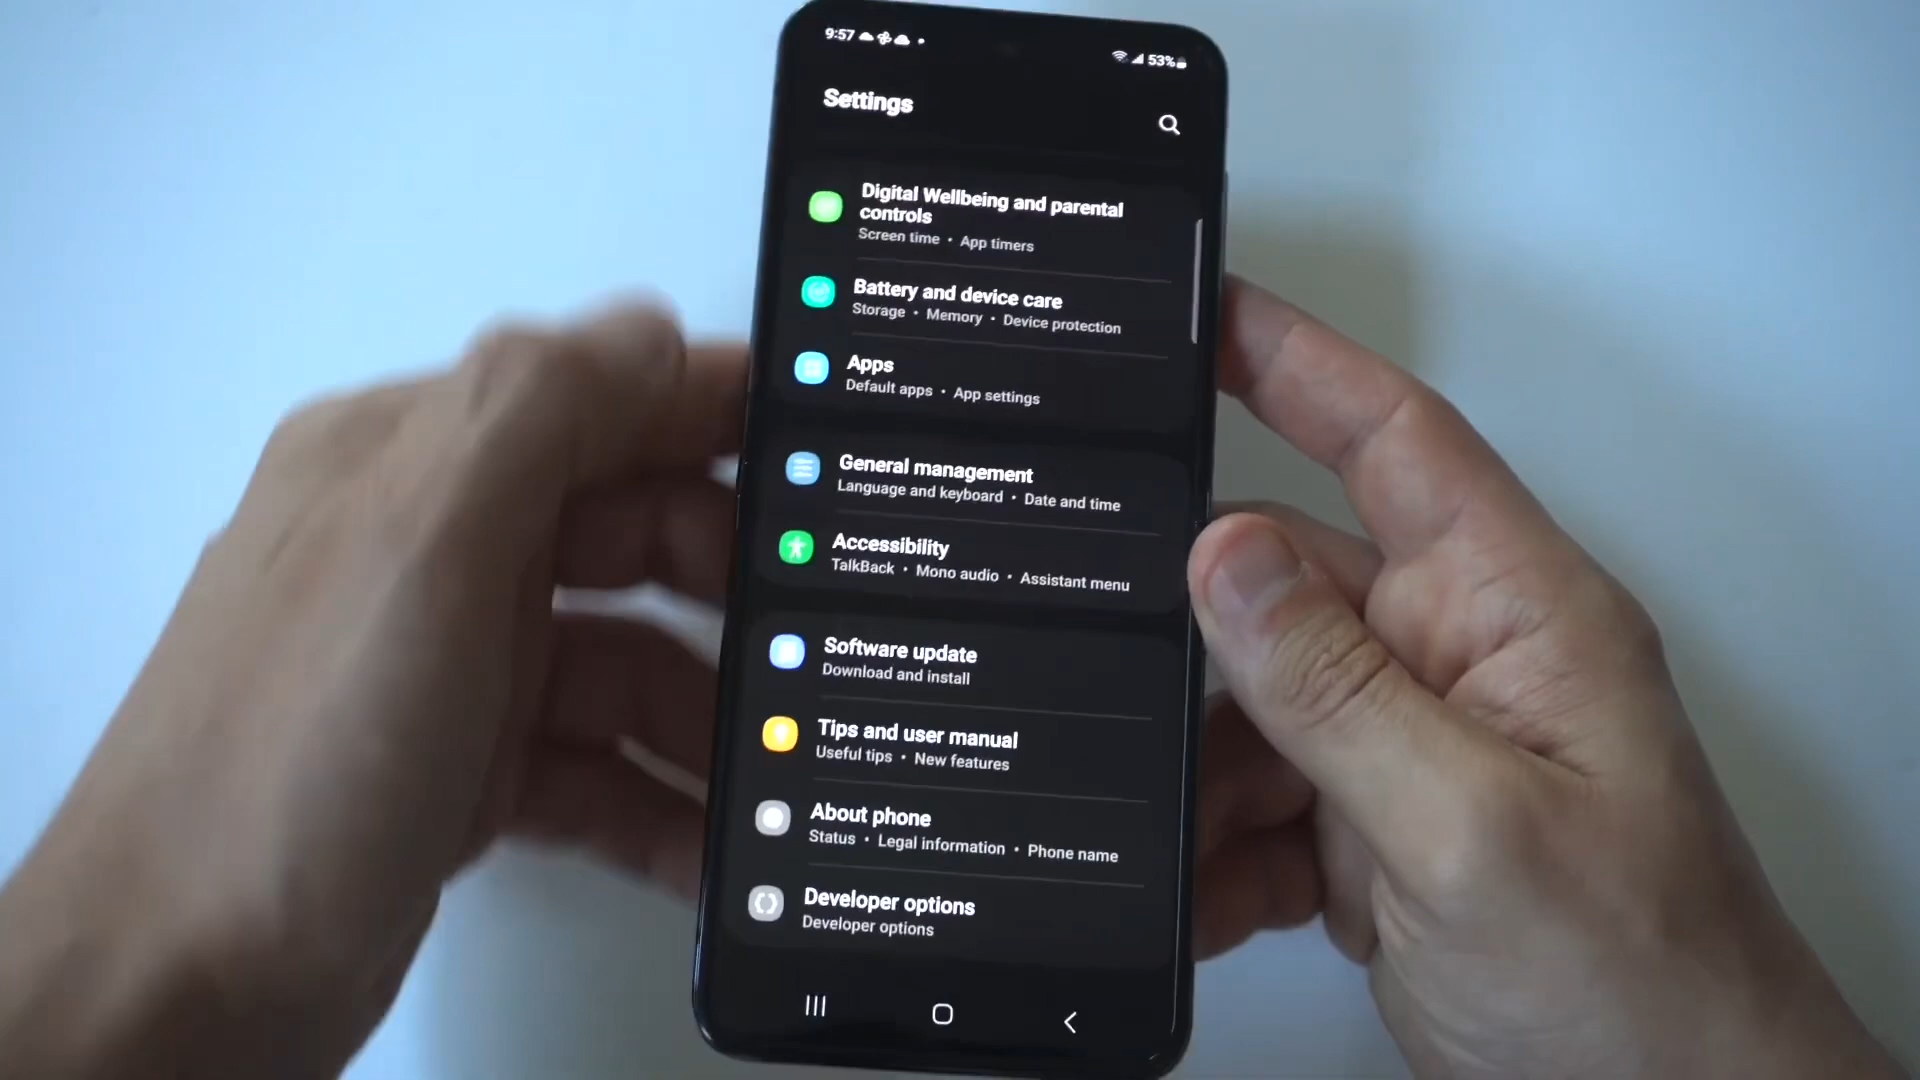 9:57
53%
Settings
Digital Wellbeing and parental
controls
Screen time • App timers
Battery and device care
Storage • Memory • Device protection
Apps
Default apps • App settings
General management
Language and keyboard • Date and time
Accessibility
TalkBack • Mono audio • Assistant menu
Software update
Download and install
Tips and user manual
Useful tips • New features
About phone
Status • Legal information • Phone name
Developer options
Developer options